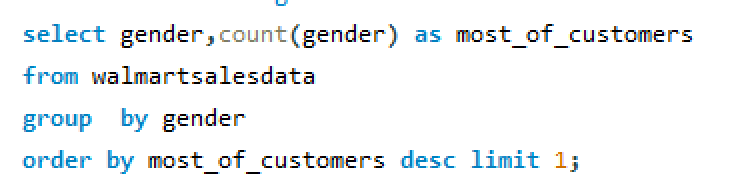 select gender,count(gender) as most_of_customers
from walmartsalesdata
group  by gender
order by most_of_customers desc limit 1;